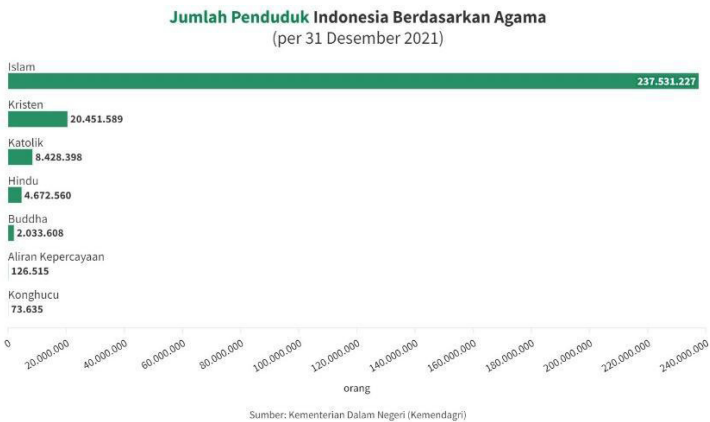 Jumlah Penduduk Indonesia Berdasarkan Agama
(per 31 Desember 2021)
Islam
237.531.227
Kristen
20.451.589
Katolik
8.428.398
Hindu
4.672.560
Buddha
2.033.608
Aliran Kepercayaan
126.515
Konghucu
73.635
0
20.000.000
40.000.000
60.000.000
80.000.000
100.000.000
120.000.000
140.000.000
160.000.000
180.000.000
200.000.000
220.000.000
240.000.000
orang
Sumber: Kementerian Dalam Negeri (Kemendagri)